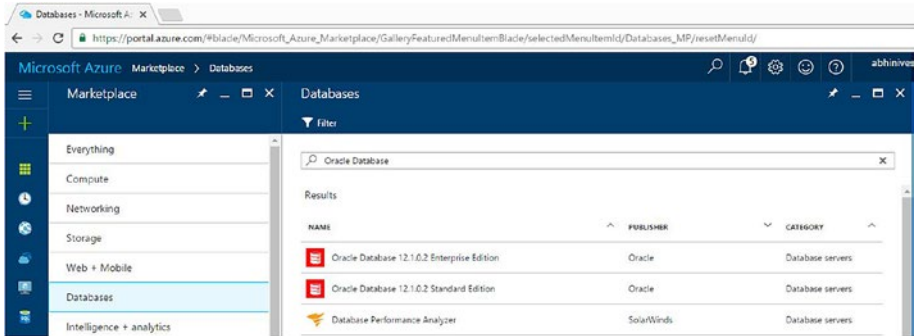 Databases - Microsoft A
https://portal.azure.com/#blade/Microsoft_Azure_Marketplace/GalleryFeaturedMenuItemBlade/selectedMenuItemId/Databases_MP/resetMenuId/
Microsoft Azure Marketplace > Databases
5
abhinives
Marketplace
Databases
Filter
Everything
Compute
Networking
Storage
Web + Mobile
Databases
Intelligence + analytics
Oracle Database
Results
NAME PUBLISHER CATEGORY
Oracle Database 12.1.0.2 Enterprise Edition Oracle Database servers
Oracle Database 12.1.0.2 Standard Edition Oracle Database servers
Database Performance Analyzer SolarWinds Database servers